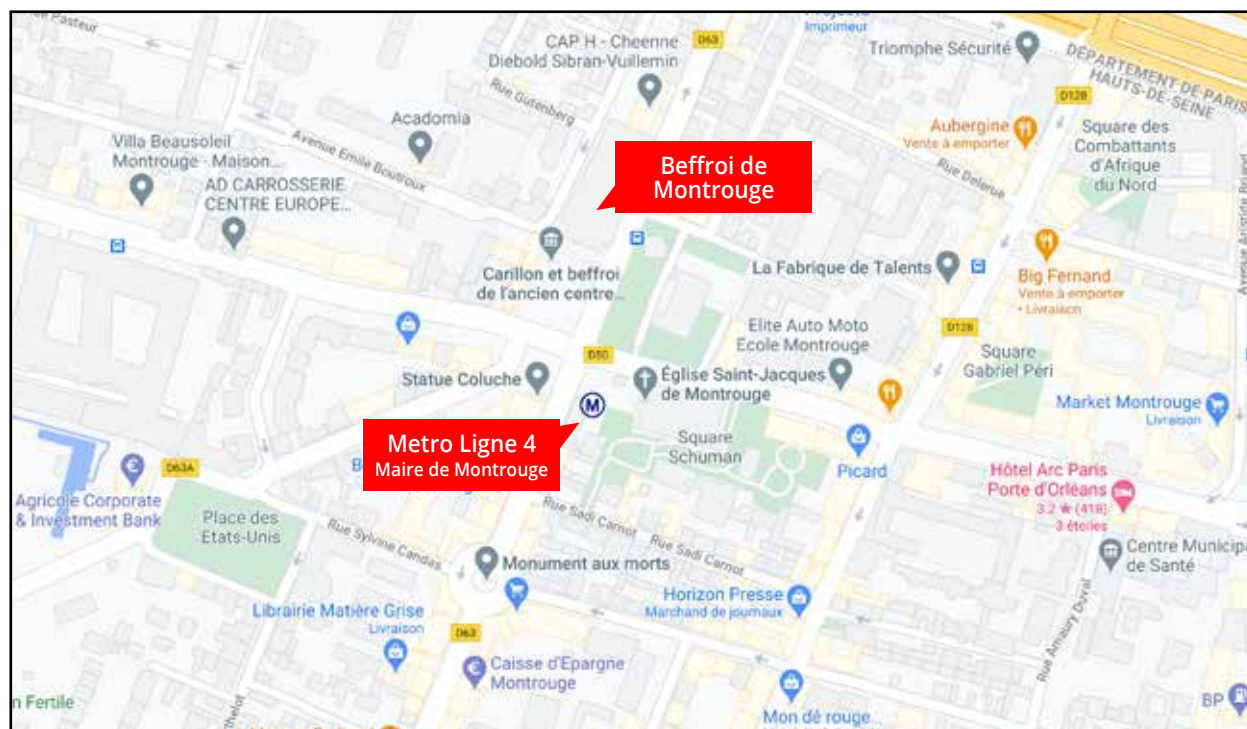 Rue Pasteur
CAP H - Cheenne
Diebold Sibran-Vuillemin
D63
Imprimeur
Triomphe Sécurité
DÉPARTEMENT DE PARIS
HAUTS-DE-SEINE
D128
Rue Gutenberg
Acadomia
Avenue Emile Boutroux
Villa Beausoleil
Montrouge - Maison...
AD CARROSSERIE
CENTRE EUROPE...
Beffroi de
Montrouge
Aubergine
Vente à emporter
Rue Delerue
Square des
Combattants
d'Afrique
du Nord
Avenue Aristide Briand
Carillon et beffroi
de l'ancien centre...
La Fabrique de Talents
Big Fernand
Vente à emporter
• Livraison
Elite Auto Moto
Ecole Montrouge
D128
Square
Gabriel Péri
D50
Statue Coluche
Église Saint-Jacques
de Montrouge
M
Market Montrouge
Livraison
Metro Ligne 4
Maire de Montrouge
Square
Schuman
Picard
D63A
Agricole Corporate
& Investment Bank
Place des
Etats-Unis
Hôtel Arc Paris
Porte d'Orléans
3.2 ★ (418)
3 étoiles
Rue Sadi Carnot
Rue Sadi Carnot
Rue Sylvine Candas
Centre Municipa
de Santé
Monument aux morts
Horizon Presse
Marchand de journaux
Rue Amaury Duval
Librairie Matière Grise
Livraison
D63
Caisse d'Epargne
Montrouge
n Fertile
Mon dé rouge
BP